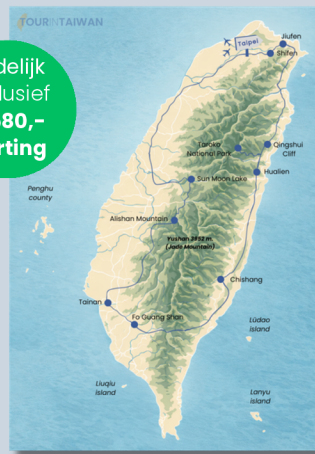 TOURINTAIWAN
delijk
lusief
680,-
rting
Taipei
Jiufen
Shifen
Taroko
National Park
Qingshui
Cliff
Hualien
Sun Moon Lake
Penghu
county
Alishan Mountain
Yushan 3952 m.
(Jade Mountain)
Chishang
Tainan
Fo Guang Shan
Lüdao
island
Liuqiu
island
Lanyu
island